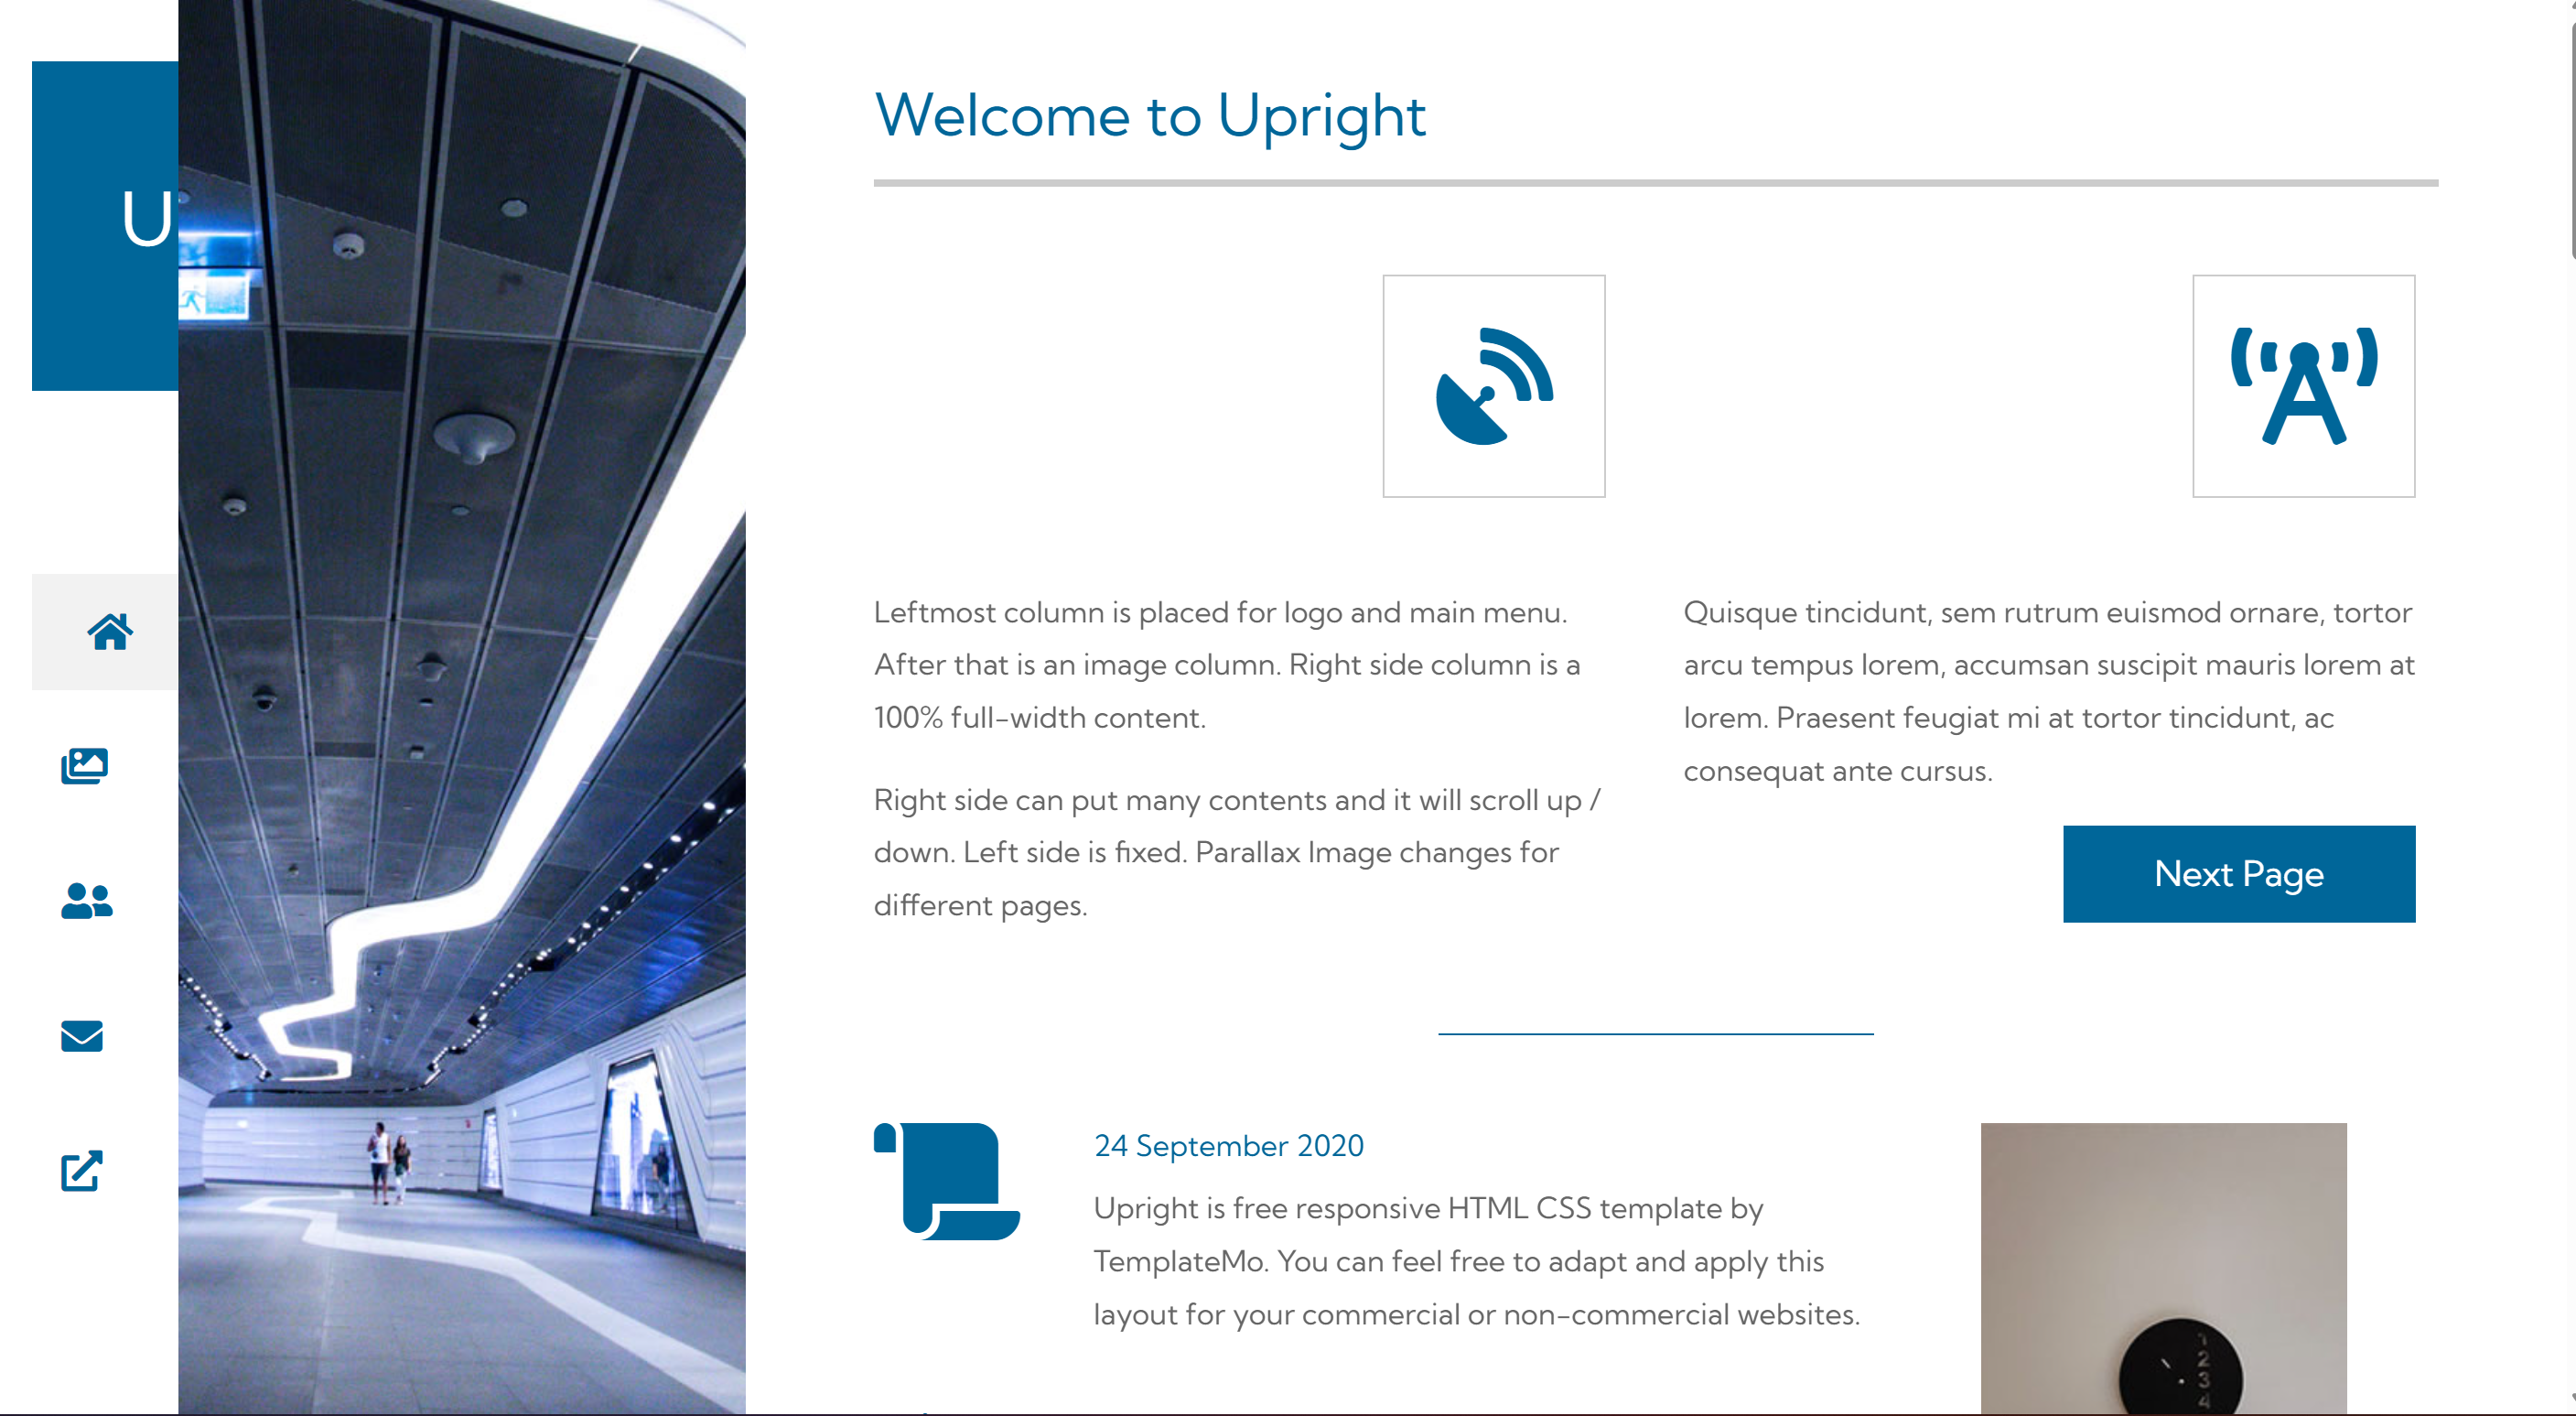 U
Welcome to Upright
Leftmost column is placed for logo and main menu.
After that is an image column. Right side column is a
100% full-width content.
Right side can put many contents and it will scroll up /
down. Left side is fixed. Parallax Image changes for
different pages.
Quisque tincidunt, sem rutrum euismod ornare, tortor
arcu tempus lorem, accumsan suscipit mauris lorem at
lorem. Praesent feugiat mi at tortor tincidunt, ac
consequat ante cursus.
Next Page
24 September 2020
Upright is free responsive HTML CSS template by
TemplateMo. You can feel free to adapt and apply this
layout for your commercial or non-commercial websites.
1
2
3
4